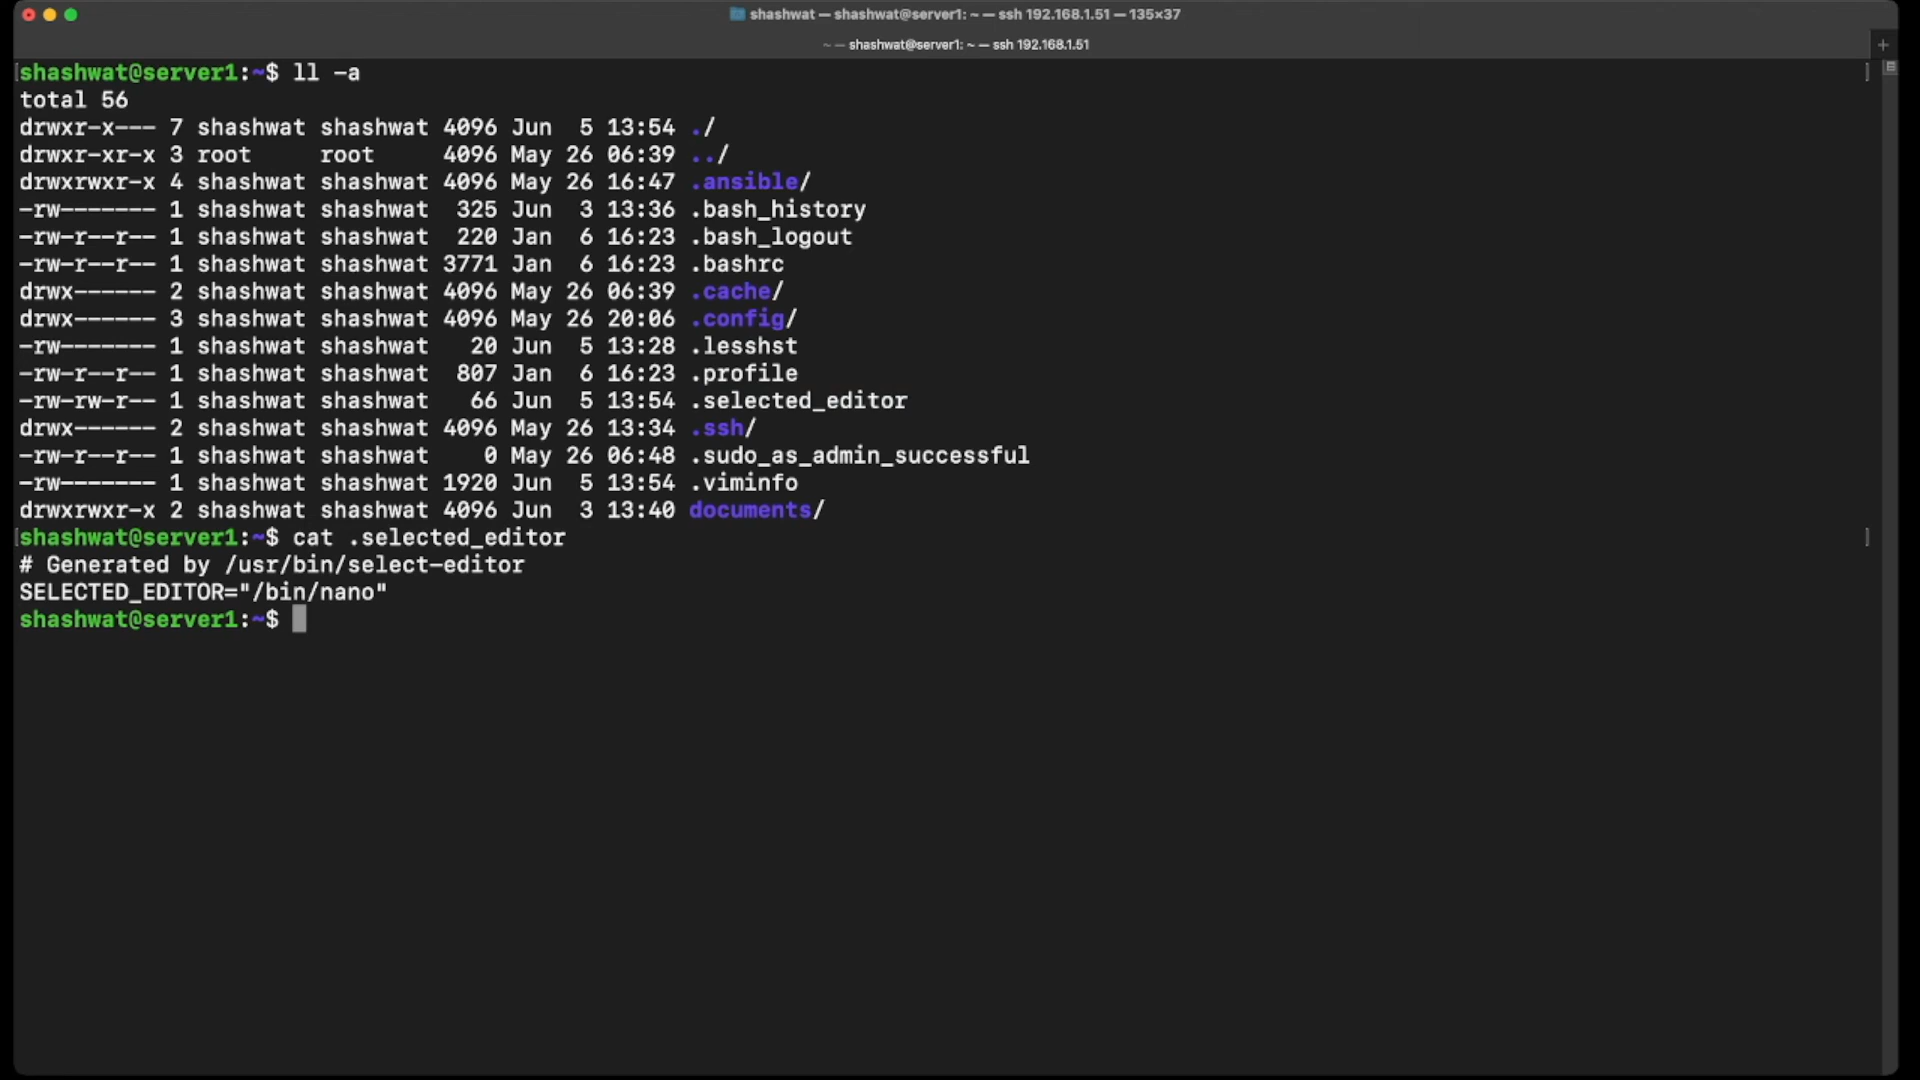 shashwat — shashwat@server1: ~ — ssh 192.168.1.51 — 135×37
~ — shashwat@server1: ~ — ssh 192.168.1.51
shashwat@server1:~$ ll -a
total 56
drwxr-x--- 7 shashwat shashwat 4096 Jun  5 13:54 ./
drwxr-xr-x 3 root     root     4096 May 26 06:39 ../
drwxrwxr-x 4 shashwat shashwat 4096 May 26 16:47 .ansible/
-rw------- 1 shashwat shashwat  325 Jun  3 13:36 .bash_history
-rw-r--r-- 1 shashwat shashwat  220 Jan  6 16:23 .bash_logout
-rw-r--r-- 1 shashwat shashwat 3771 Jan  6 16:23 .bashrc
drwx------ 2 shashwat shashwat 4096 May 26 06:39 .cache/
drwx------ 3 shashwat shashwat 4096 May 26 20:06 .config/
-rw------- 1 shashwat shashwat   20 Jun  5 13:28 .lesshst
-rw-r--r-- 1 shashwat shashwat  807 Jan  6 16:23 .profile
-rw-rw-r-- 1 shashwat shashwat   66 Jun  5 13:54 .selected_editor
drwx------ 2 shashwat shashwat 4096 May 26 13:34 .ssh/
-rw-r--r-- 1 shashwat shashwat    0 May 26 06:48 .sudo_as_admin_successful
-rw------- 1 shashwat shashwat 1920 Jun  5 13:54 .viminfo
drwxrwxr-x 2 shashwat shashwat 4096 Jun  3 13:40 documents/
shashwat@server1:~$ cat .selected_editor
# Generated by /usr/bin/select-editor
SELECTED_EDITOR="/bin/nano"
shashwat@server1:~$